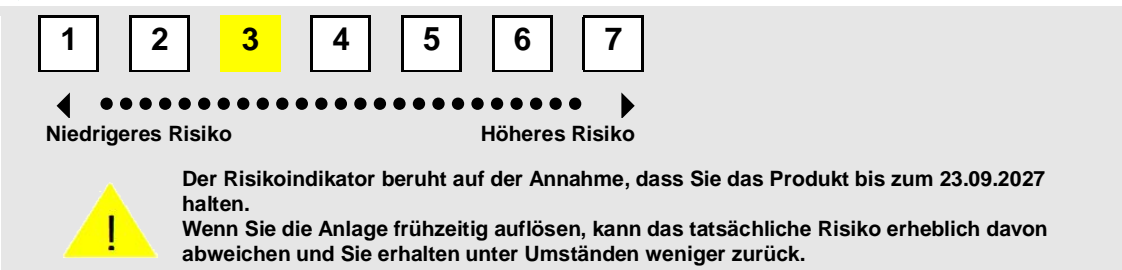 1 2 3 4 5 6 7
Niedrigeres Risiko Höheres Risiko
Der Risikoindikator beruht auf der Annahme, dass Sie das Produkt bis zum 23.09.2027
halten.
Wenn Sie die Anlage frühzeitig auflösen, kann das tatsächliche Risiko erheblich davon
abweichen und Sie erhalten unter Umständen weniger zurück.
!